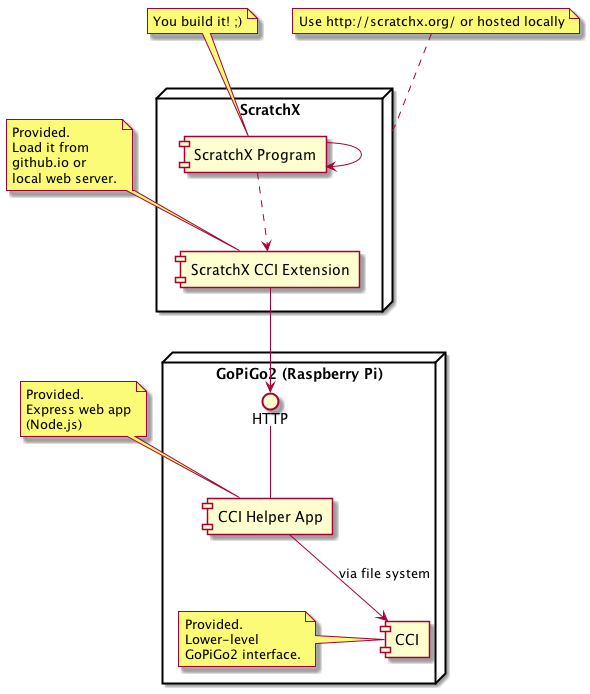 You build it! ;)
Use http://scratchx.org/ or hosted locally
ScratchX
Provided.
Load it from
github.io or
local web server.
ScratchX Program
ScratchX CCI Extension
GoPiGo2 (Raspberry Pi)
Provided.
Express web app
(Node.js)
HTTP
CCI Helper App
via file system
Provided.
Lower-level
GoPiGo2 interface.
CCI